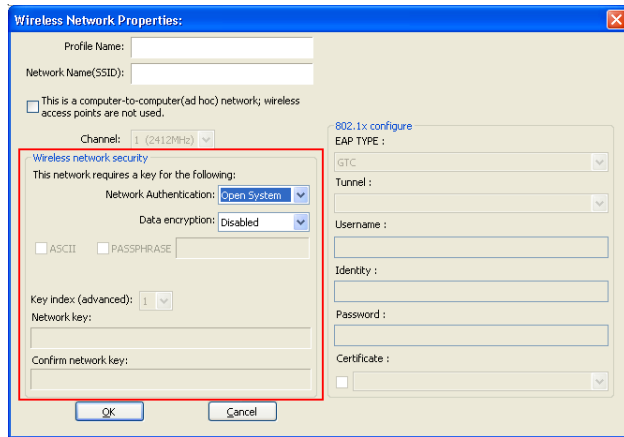 Wireless Network Properties:
Profile Name:
Network Name(SSID):
This is a computer-to-computer(ad hoc) network; wireless
access points are not used.
Channel: 1 (2412MHz)
Wireless network security
This network requires a key for the following:
Network Authentication: Open System
Data encryption: Disabled
ASCII PASSPHRASE
Key index (advanced): 1
Network key:
Confirm network key:
802.1x configure
EAP TYPE :
GTC
Tunnel :
Username :
Identity :
Password :
Certificate :
OK Cancel